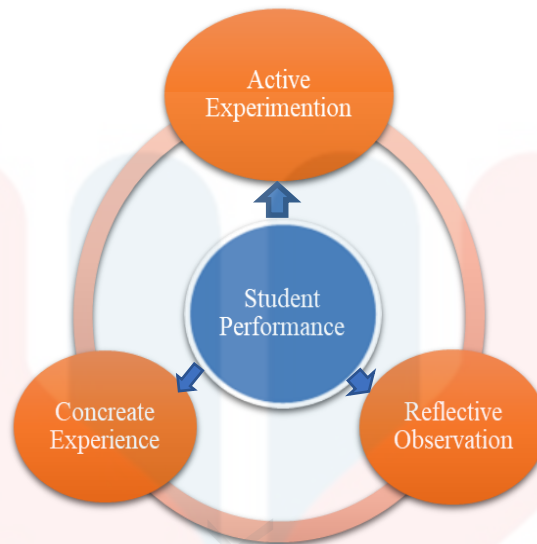 Active
Experimention
Student
Performance
Concreate
Experience
Reflective
Observation